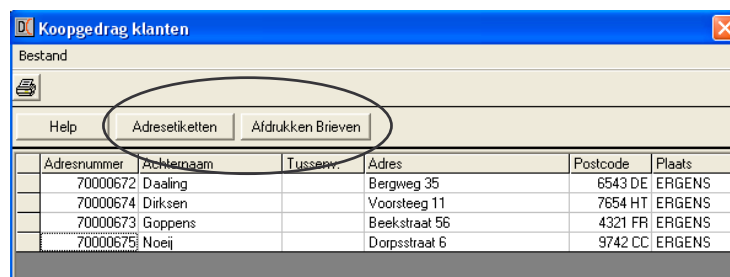 Koopgedrag klanten
Bestand
Help Adresetiketten Afdrukken Brieven
Adresnummer Achternaam Tussenv. Adres Postcode Plaats
70000672 Daaling Bergweg 35 6543 DE ERGENS
70000674 Dirksen Voorsteeg 11 7654 HT ERGENS
70000673 Goppens Beekstraat 56 4321 FR ERGENS
70000675 Noeij Dorpsstraat 6 9742 CC ERGENS